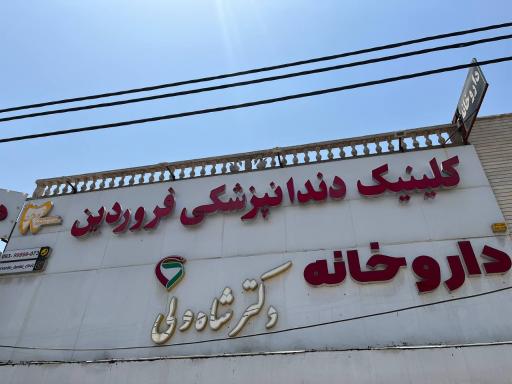 کلینیک دندانپزشکی فروردین
داروخانه
داروخانه
دکتر شاه ولی